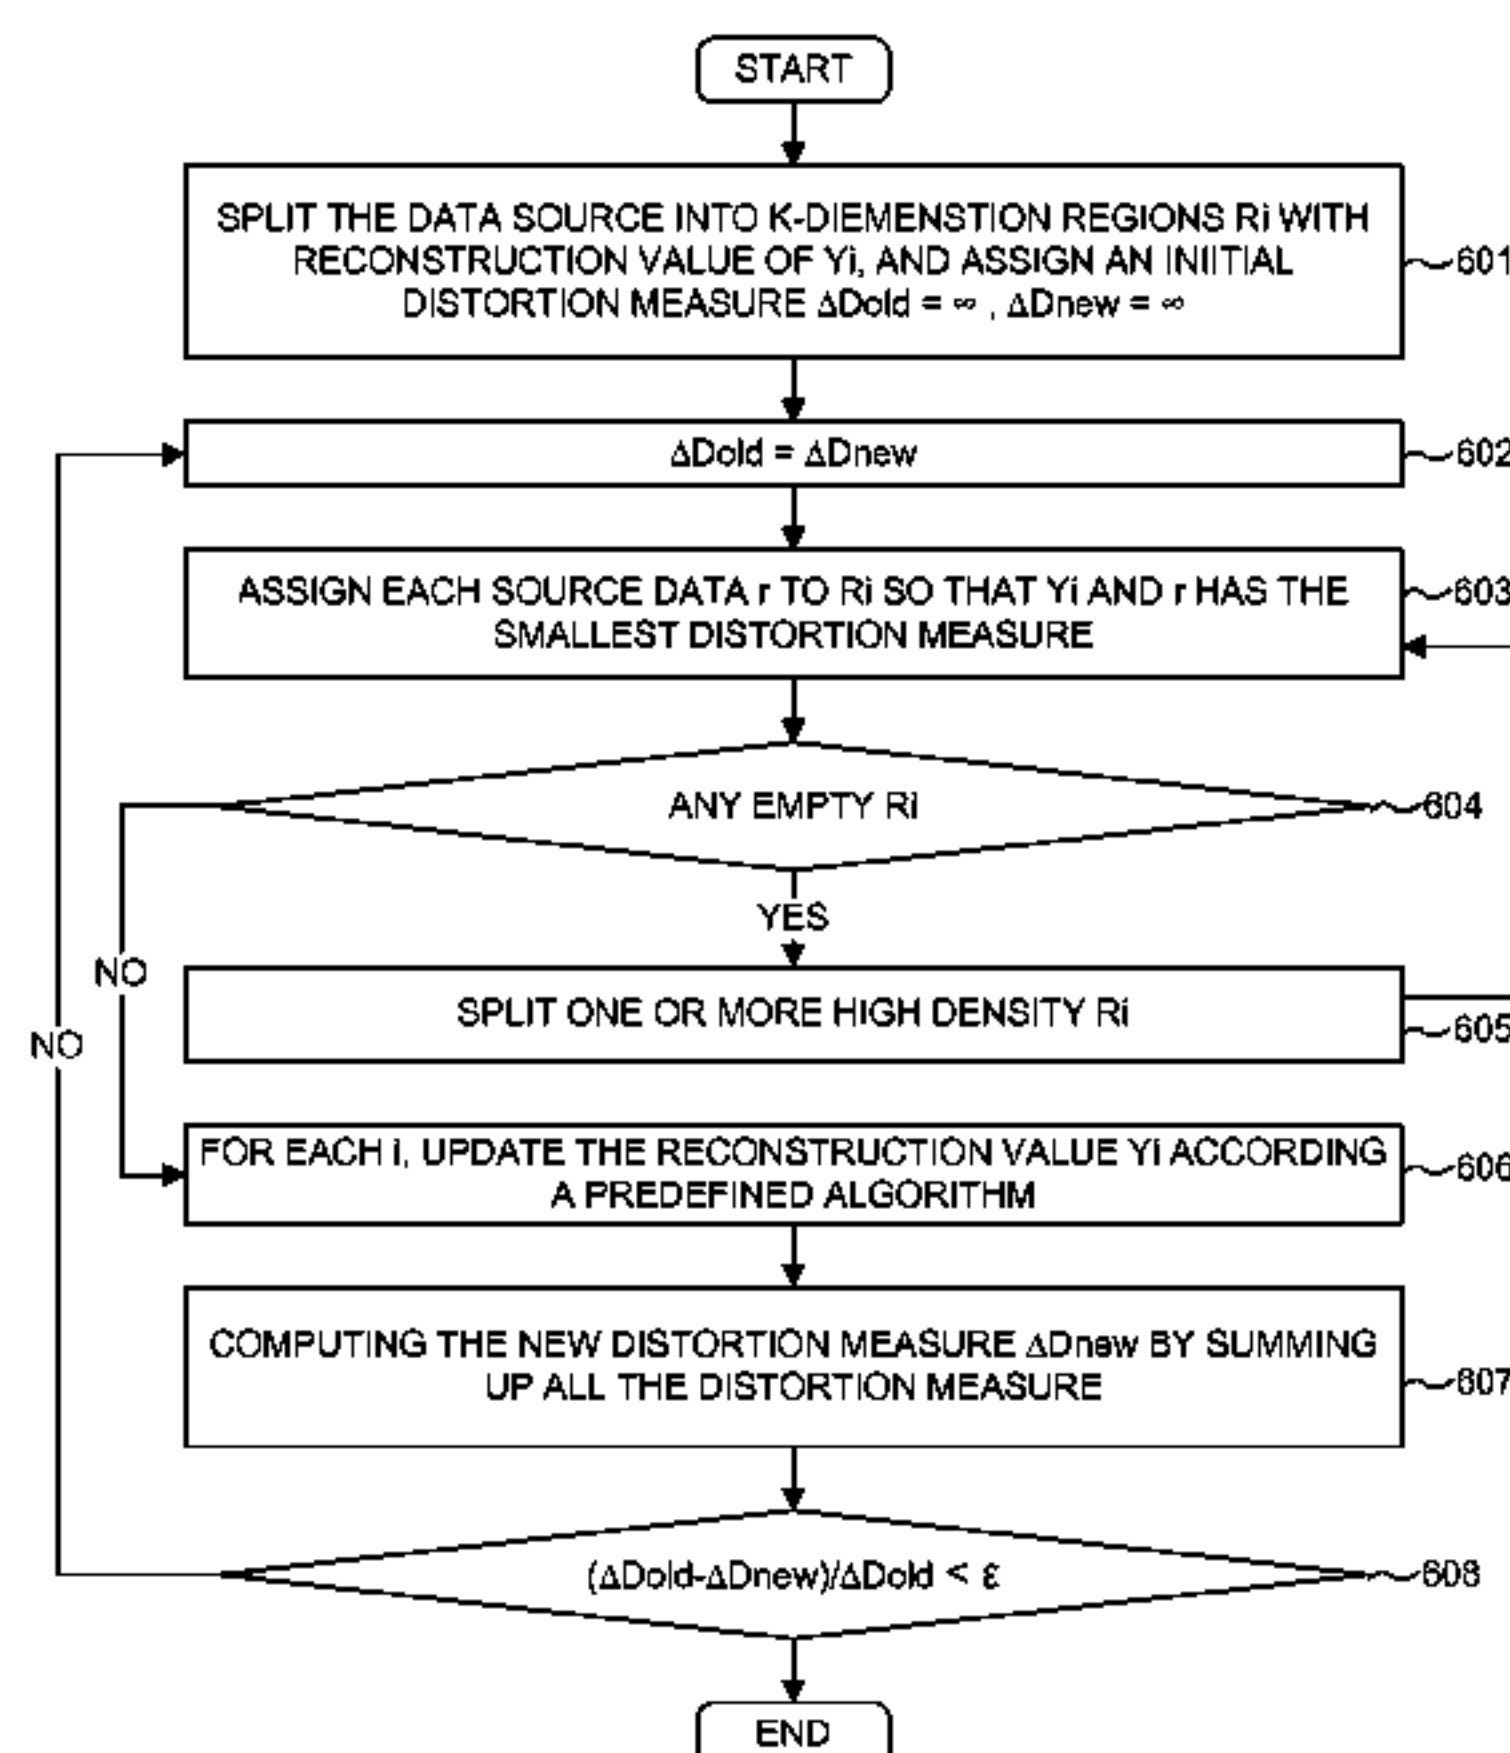 START
SPLIT THE DATA SOURCE INTO K-DIEMENSTION REGIONS Ri WITH
RECONSTRUCTION VALUE OF Yi, AND ASSIGN AN INIITIAL
DISTORTION MEASURE ΔDold = ∞ , ΔDnew = ∞
601
ΔDold = ΔDnew
602
ASSIGN EACH SOURCE DATA r TO Ri SO THAT Yi AND r HAS THE
SMALLEST DISTORTION MEASURE
603
ANY EMPTY Ri
604
YES
NO
SPLIT ONE OR MORE HIGH DENSITY Ri
605
NO
FOR EACH i, UPDATE THE RECONSTRUCTION VALUE Yi ACCORDING
A PREDEFINED ALGORITHM
606
COMPUTING THE NEW DISTORTION MEASURE ΔDnew BY SUMMING
UP ALL THE DISTORTION MEASURE
607
(ΔDold-ΔDnew)/ΔDold < ε
608
END